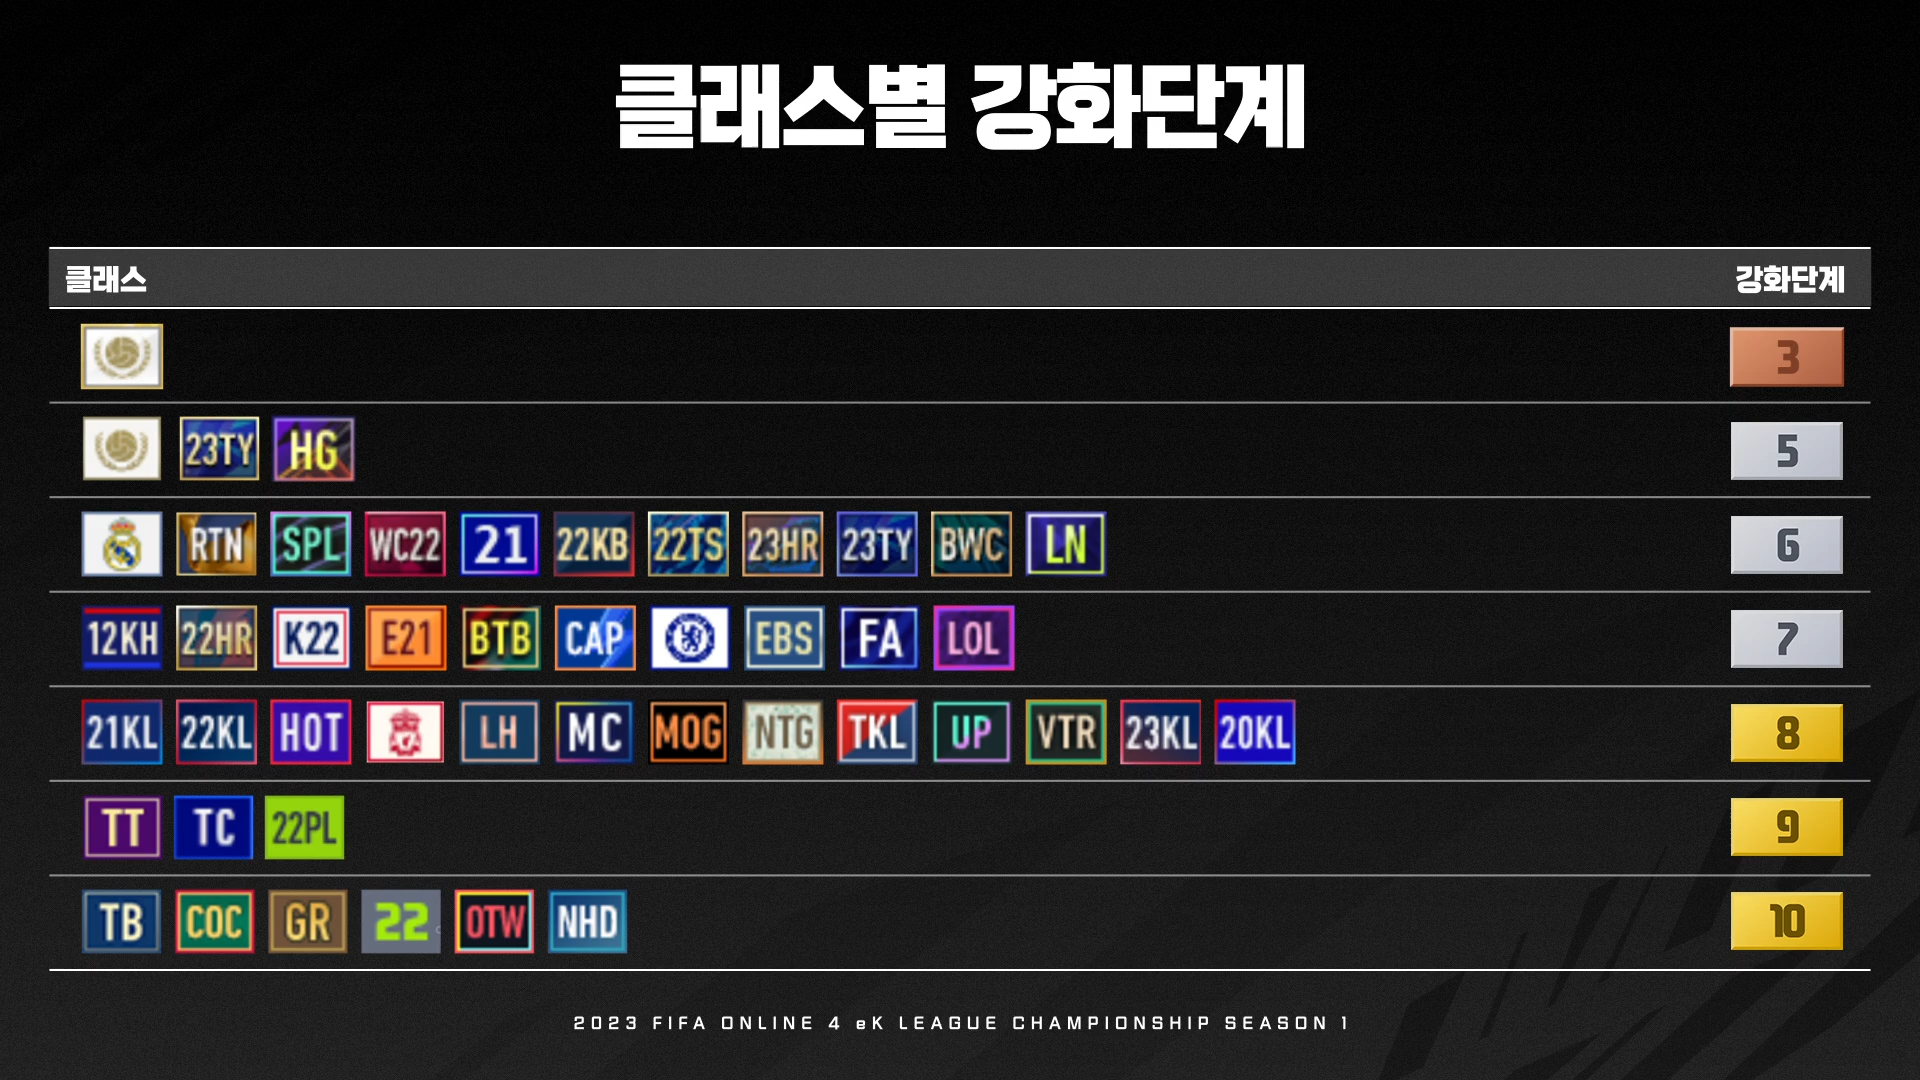 클래스별 강화단계
클래스 강화단계
3
23TY HG 5
RTN SPL WC22 21 22KB 22TS 23HR 23TY BWC LN 6
12KH 22HR K22 E21 BTB CAP EBS FA LOL 7
21KL 22KL HOT LH MC MOG NTG TKL UP VTR 23KL 20KL 8
TT TC 22PL 9
TB COC GR 22 OTW NHD 10
2023 FIFA ONLINE 4 eK LEAGUE CHAMPIONSHIP SEASON 1